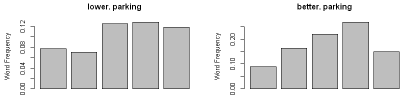 lower. parking
better. parking
Word Frequency
0.00 0.04 0.08 0.12
Word Frequency
0.00 0.10 0.20